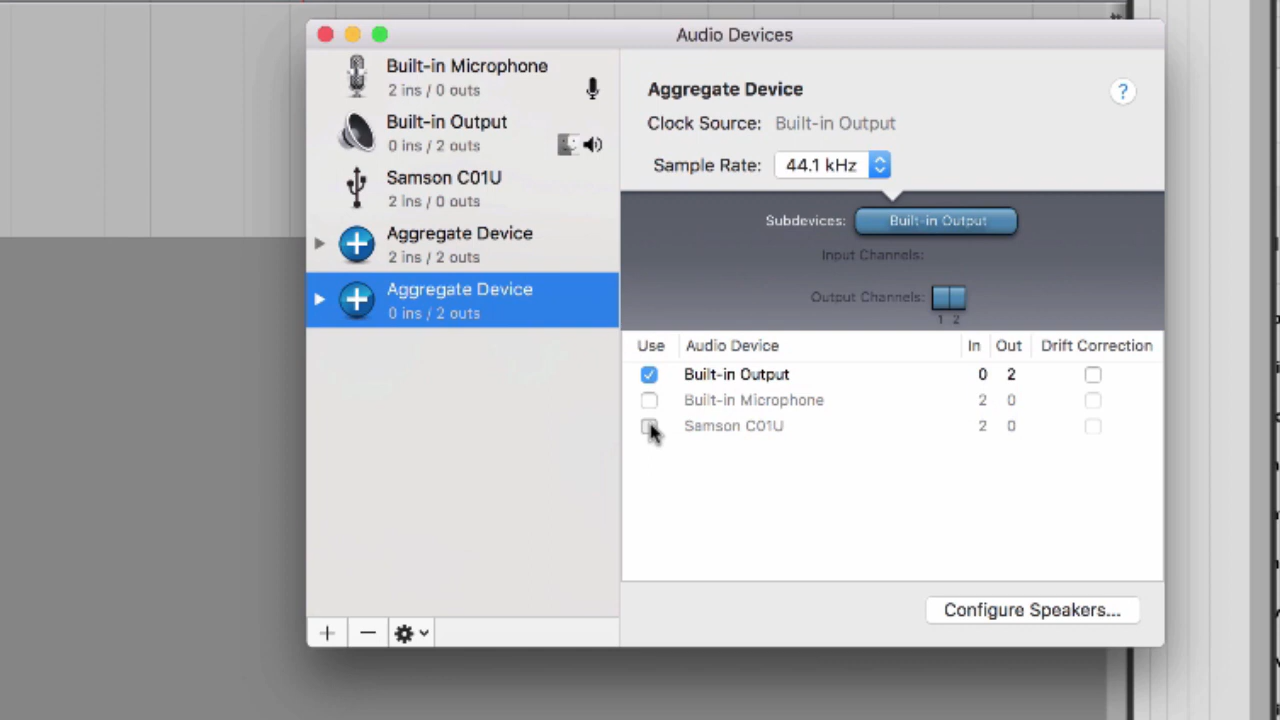 Audio Devices
Built-in Microphone
2 ins / 0 outs
Built-in Output
0 ins / 2 outs
Samson C01U
2 ins / 0 outs
Aggregate Device
2 ins / 2 outs
Aggregate Device
0 ins / 2 outs
Aggregate Device
?
Clock Source: Built-in Output
Sample Rate: 44.1 kHz
Subdevices: Built-in Output
Input Channels:
Output Channels:
1 2
Use Audio Device In Out Drift Correction
Built-in Output 0 2
Built-in Microphone 2 0
Samson C01U 2 0
Configure Speakers...